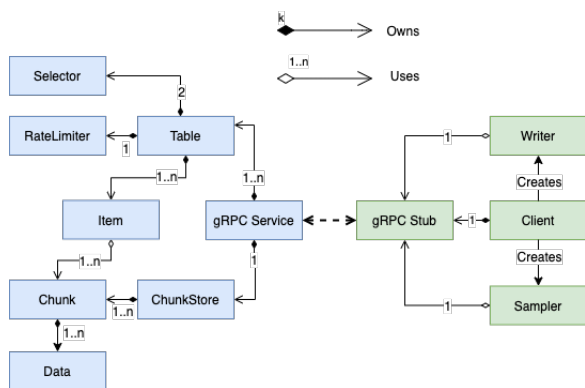 k
Owns
1..n
Uses
Selector
2
RateLimiter
1
Table
1..n
1..n
Item
gRPC Service
gRPC Stub
1
Writer
Creates
1
Client
Creates
1..n
1
Chunk
1..n
ChunkStore
1
Sampler
1..n
Data